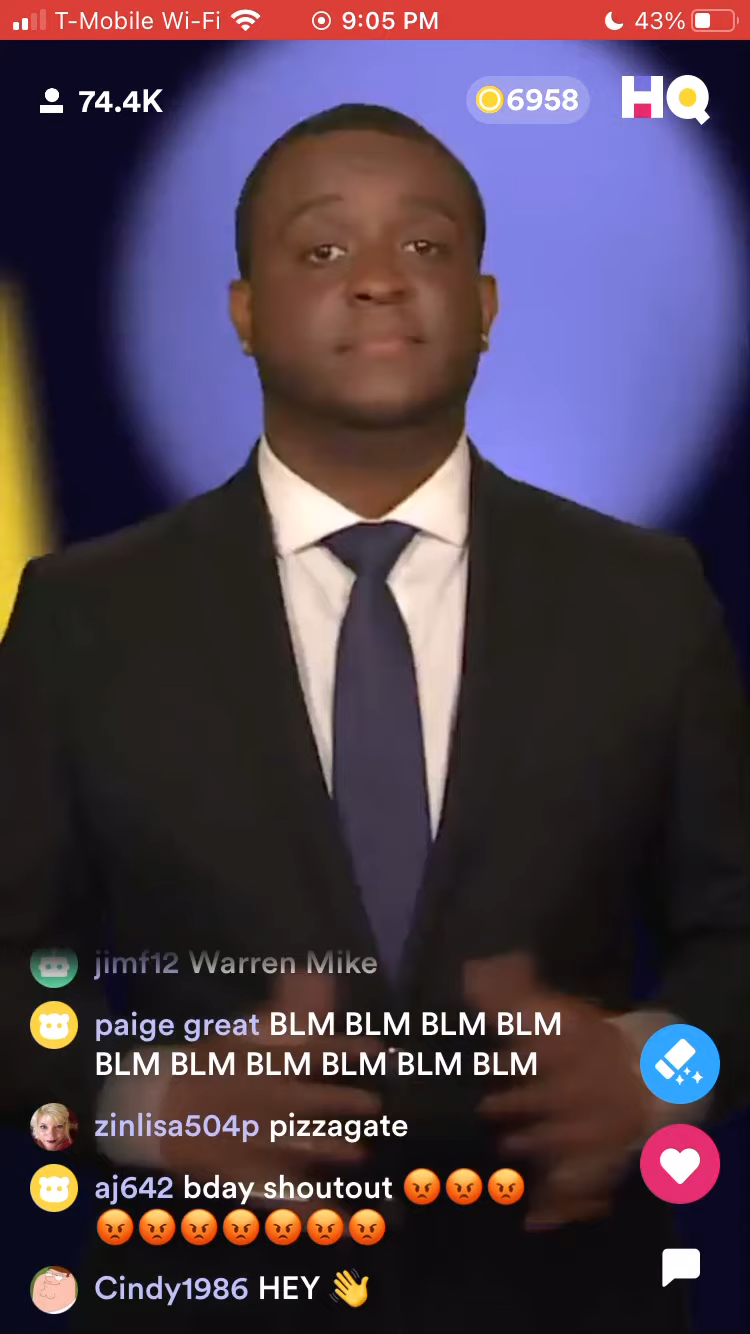 T-Mobile Wi-Fi 9:05 PM 43%
74.4K 6958 HQ
jimf12 Warren Mike
paige great BLM BLM BLM BLM
BLM BLM BLM BLM BLM BLM
zinlisa504p pizzagate
aj642 bday shoutout 😡😡😡
😡😡😡😡😡😡😡
Cindy1986 HEY 👋